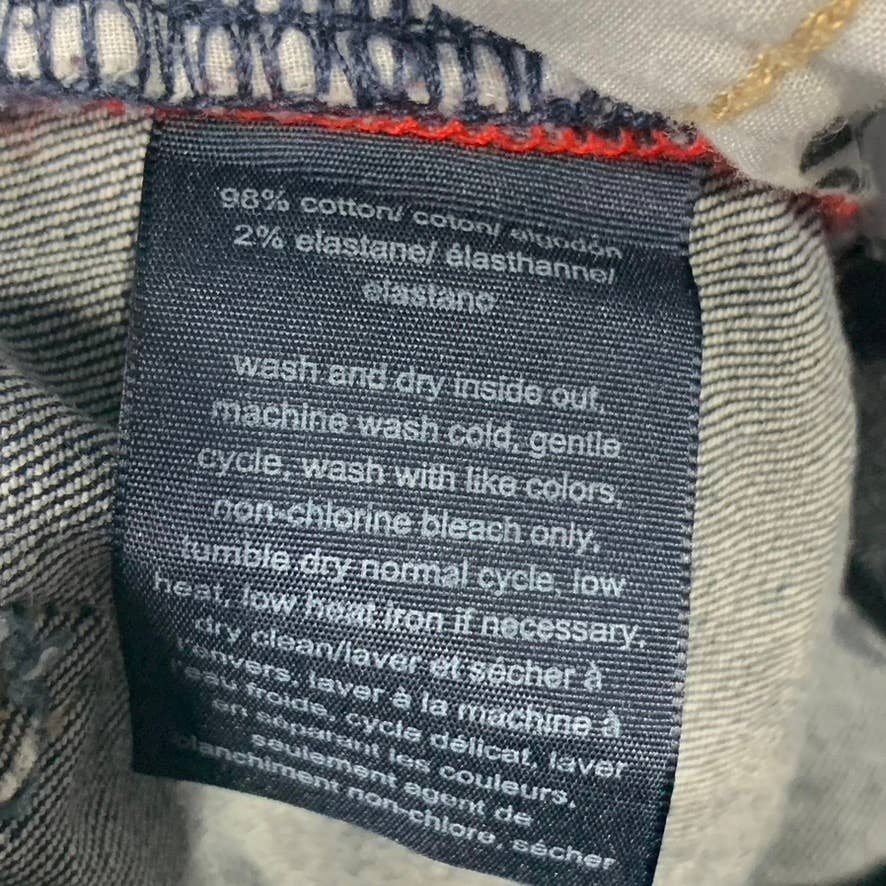 98% cotton/ coton/ algodón
2% elastane/ élasthanne/
elastano
wash and dry inside out,
machine wash cold, gentle
cycle, wash with like colors,
non-chlorine bleach only,
tumble dry normal cycle, low
heat, low heat iron if necessary,
dry clean/laver et sécher à
l'envers, laver à la machine à
l'eau froide, cycle délicat, laver
en séparant les couleurs,
seulement agent de
blanchiment non-chlore, sécher